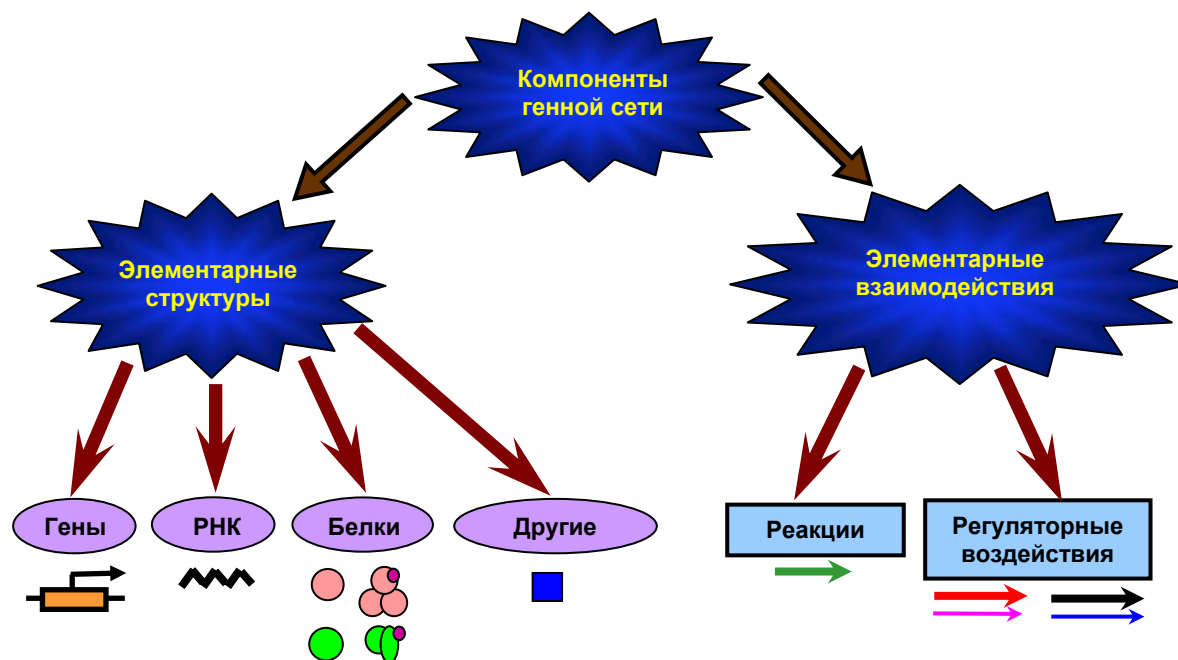 Компоненты
генной сети
Элементарные
структуры
Элементарные
взаимодействия
Гены
РНК
Белки
Другие
Реакции
Регуляторные
воздействия